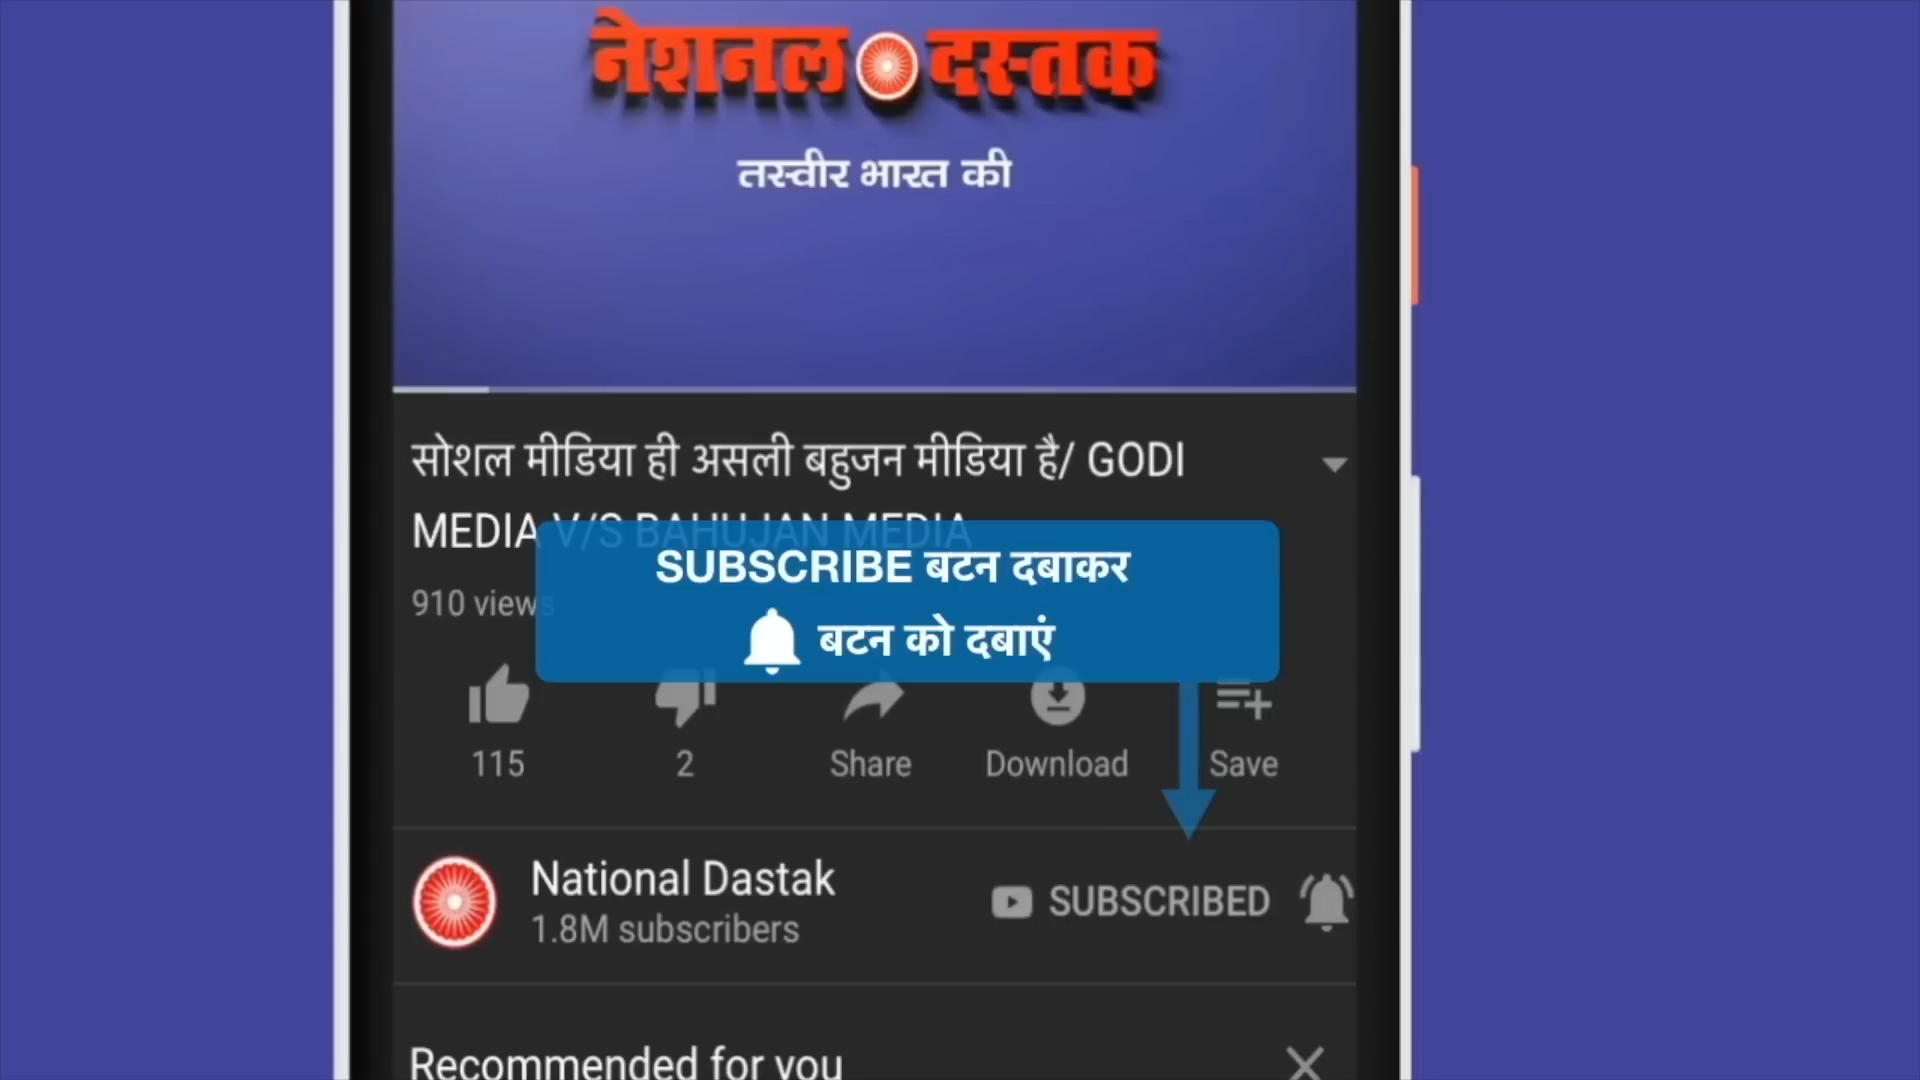 नेशनल दस्तक
तस्वीर भारत की
सोशल मीडिया ही असली बहुजन मीडिया है/ GODI
MEDIA V/S BAHUJAN MEDIA
910 views
SUBSCRIBE बटन दबाकर
बटन को दबाएं
115
2
Share
Download
Save
National Dastak
1.8M subscribers
SUBSCRIBED
Recommended for you